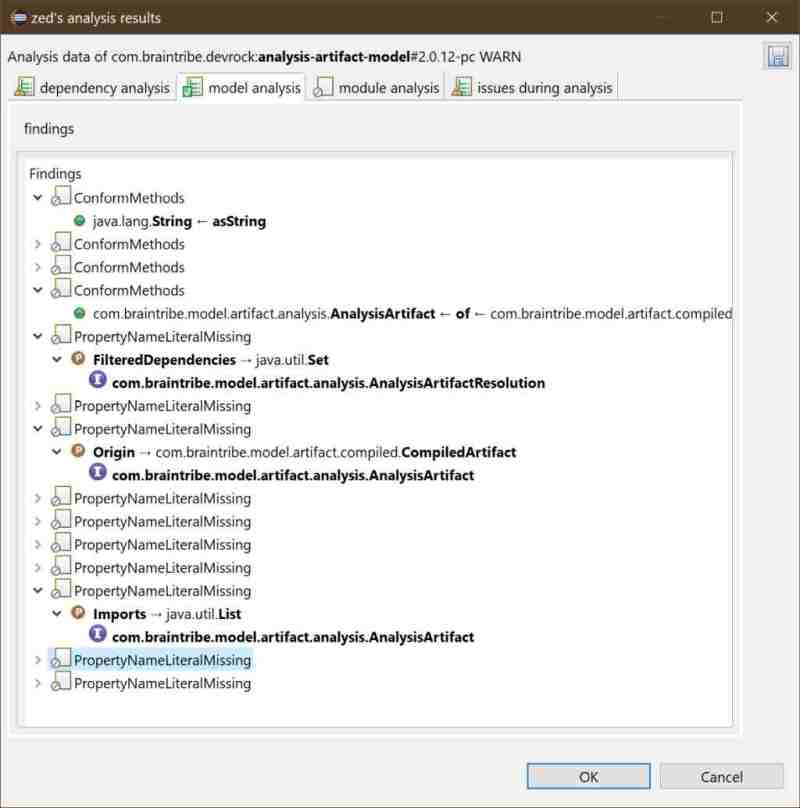 zed's analysis results
Analysis data of com.braintribe.devrock:analysis-artifact-model#2.0.12-pc WARN
dependency analysis model analysis module analysis issues during analysis
findings
Findings
ConformMethods
java.lang.String ← asString
ConformMethods
ConformMethods
ConformMethods
com.braintribe.model.artifact.analysis.AnalysisArtifact ← of ← com.braintribe.model.artifact.compiled
PropertyNameLiteralMissing
P FilteredDependencies → java.util.Set
I com.braintribe.model.artifact.analysis.AnalysisArtifactResolution
PropertyNameLiteralMissing
PropertyNameLiteralMissing
P Origin → com.braintribe.model.artifact.compiled.CompiledArtifact
I com.braintribe.model.artifact.analysis.AnalysisArtifact
PropertyNameLiteralMissing
PropertyNameLiteralMissing
PropertyNameLiteralMissing
PropertyNameLiteralMissing
PropertyNameLiteralMissing
P Imports → java.util.List
I com.braintribe.model.artifact.analysis.AnalysisArtifact
PropertyNameLiteralMissing
PropertyNameLiteralMissing
OK Cancel